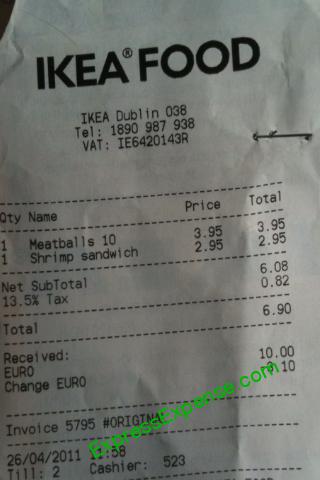 IKEA® FOOD
IKEA Dublin 038
Tel: 1890 987 938
VAT: IE6420143R
Qty Name Price Total
1 Meatballs 10 3.95 3.95
1 Shrimp sandwich 2.95 2.95
Net SubTotal 6.08
13.5% Tax 0.82
Total 6.90
Received:
EURO 10.00
Change EURO 3.10
Invoice 5795 #ORIGINAL
ExpressExpence.com
26/04/2011 11:58
Till: 2 Cashier: 523